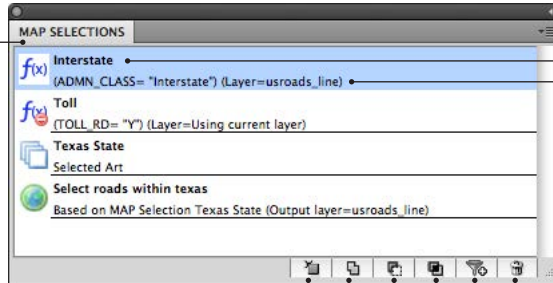 MAP SELECTIONS
f(x) Interstate
(ADMN_CLASS= "Interstate") (Layer=usroads_line)
f(x) Toll
(TOLL_RD= "Y") (Layer=Using current layer)
Texas State
Selected Art
Select roads within texas
Based on MAP Selection Texas State (Output layer=usroads_line)